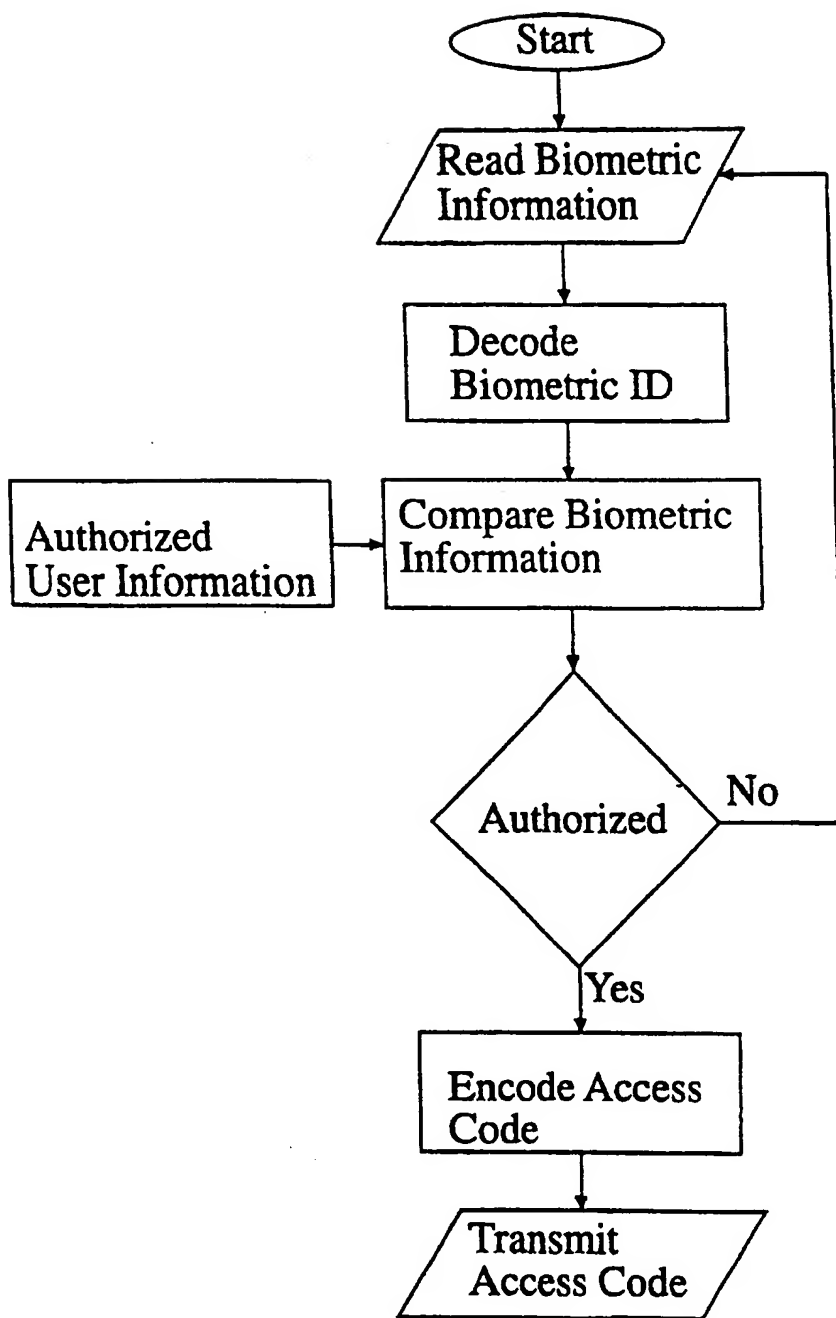 Start
Read Biometric
Information
Decode
Biometric ID
Authorized
User Information
Compare Biometric
Information
Authorized
No
Yes
Encode Access
Code
Transmit
Access Code